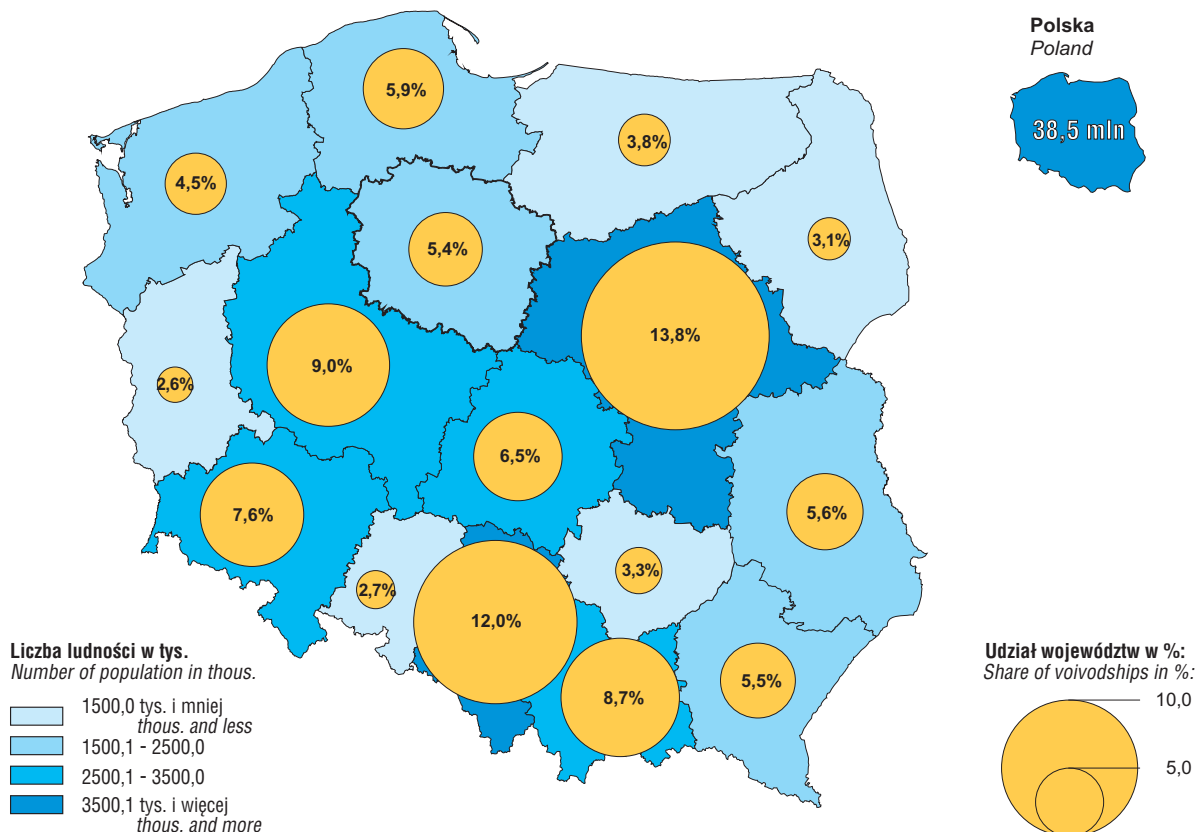 Polska
Poland
38,5 mln
5,9%
3,8%
4,5%
3,1%
5,4%
13,8%
9,0%
2,6%
6,5%
7,6%
5,6%
3,3%
2,7%
12,0%
5,5%
8,7%
Liczba ludności w tys.
Number of population in thous.
1500,0 tys. i mniej
thous. and less
1500,1 - 2500,0
2500,1 - 3500,0
3500,1 tys. i więcej
thous. and more
Udział województw w %:
Share of voivodships in %:
10,0
5,0